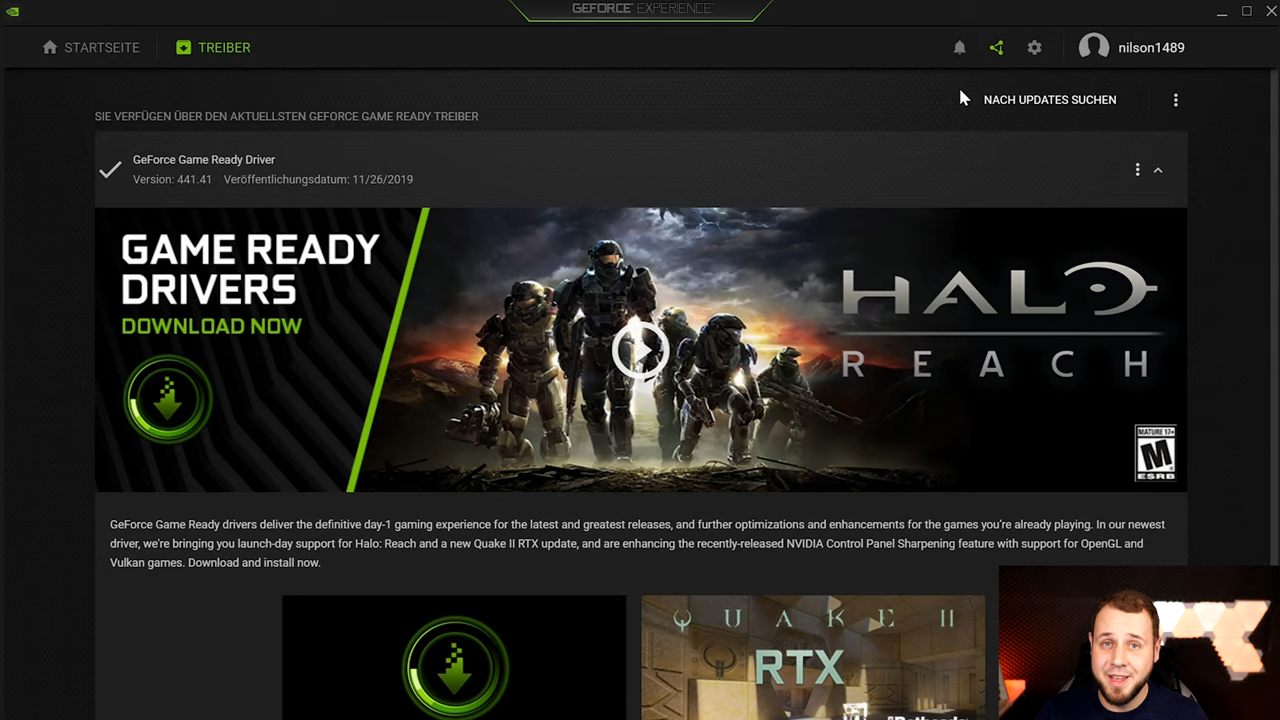 GEFORCE® EXPERIENCE™
STARTSEITE
TREIBER
nilson1489
NACH UPDATES SUCHEN
SIE VERFÜGEN ÜBER DEN AKTUELLSTEN GEFORCE GAME READY TREIBER
GeForce Game Ready Driver
Version: 441.41 Veröffentlichungsdatum: 11/26/2019
GAME READY
DRIVERS
DOWNLOAD NOW
HALO
REACH
MATURE 17+
M
ESRB
GeForce Game Ready drivers deliver the definitive day-1 gaming experience for the latest and greatest releases, and further optimizations and enhancements for the games you’re already playing. In our newest
driver, we're bringing you launch-day support for Halo: Reach and a new Quake II RTX update, and are enhancing the recently-released NVIDIA Control Panel Sharpening feature with support for OpenGL and
Vulkan games. Download and install now.
QUAKE II
RTX